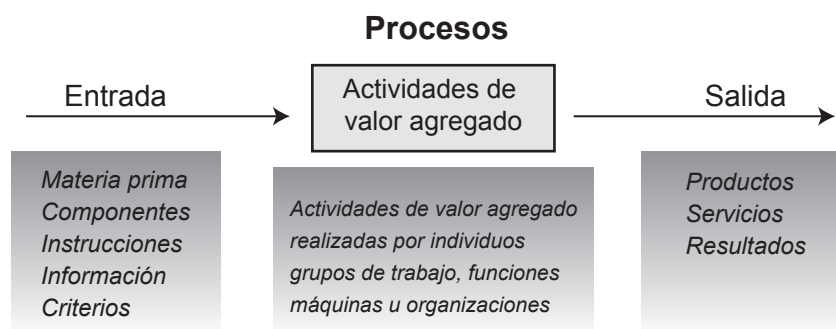 Procesos
Entrada
Actividades de
valor agregado
Salida
Materia prima
Componentes
Instrucciones
Información
Criterios
Actividades de valor agregado
realizadas por individuos
grupos de trabajo, funciones
máquinas u organizaciones
Productos
Servicios
Resultados